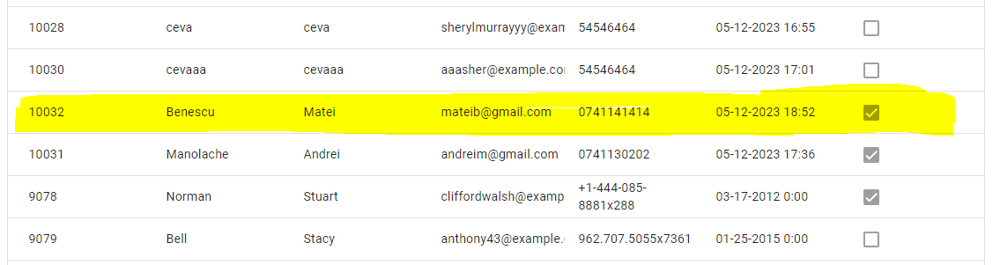 10028 ceva ceva sherylmurrayyy@exam 54546464 05-12-2023 16:55
10030 cevaaa cevaaa aaasher@example.co 54546464 05-12-2023 17:01
10032 Benescu Matei mateib@gmail.com 0741141414 05-12-2023 18:52
10031 Manolache Andrei andreim@gmail.com 0741130202 05-12-2023 17:36
9078 Norman Stuart cliffordwalsh@examp +1-444-085-
8881x288 03-17-2012 0:00
9079 Bell Stacy anthony43@example. 962.707.5055x7361 01-25-2015 0:00